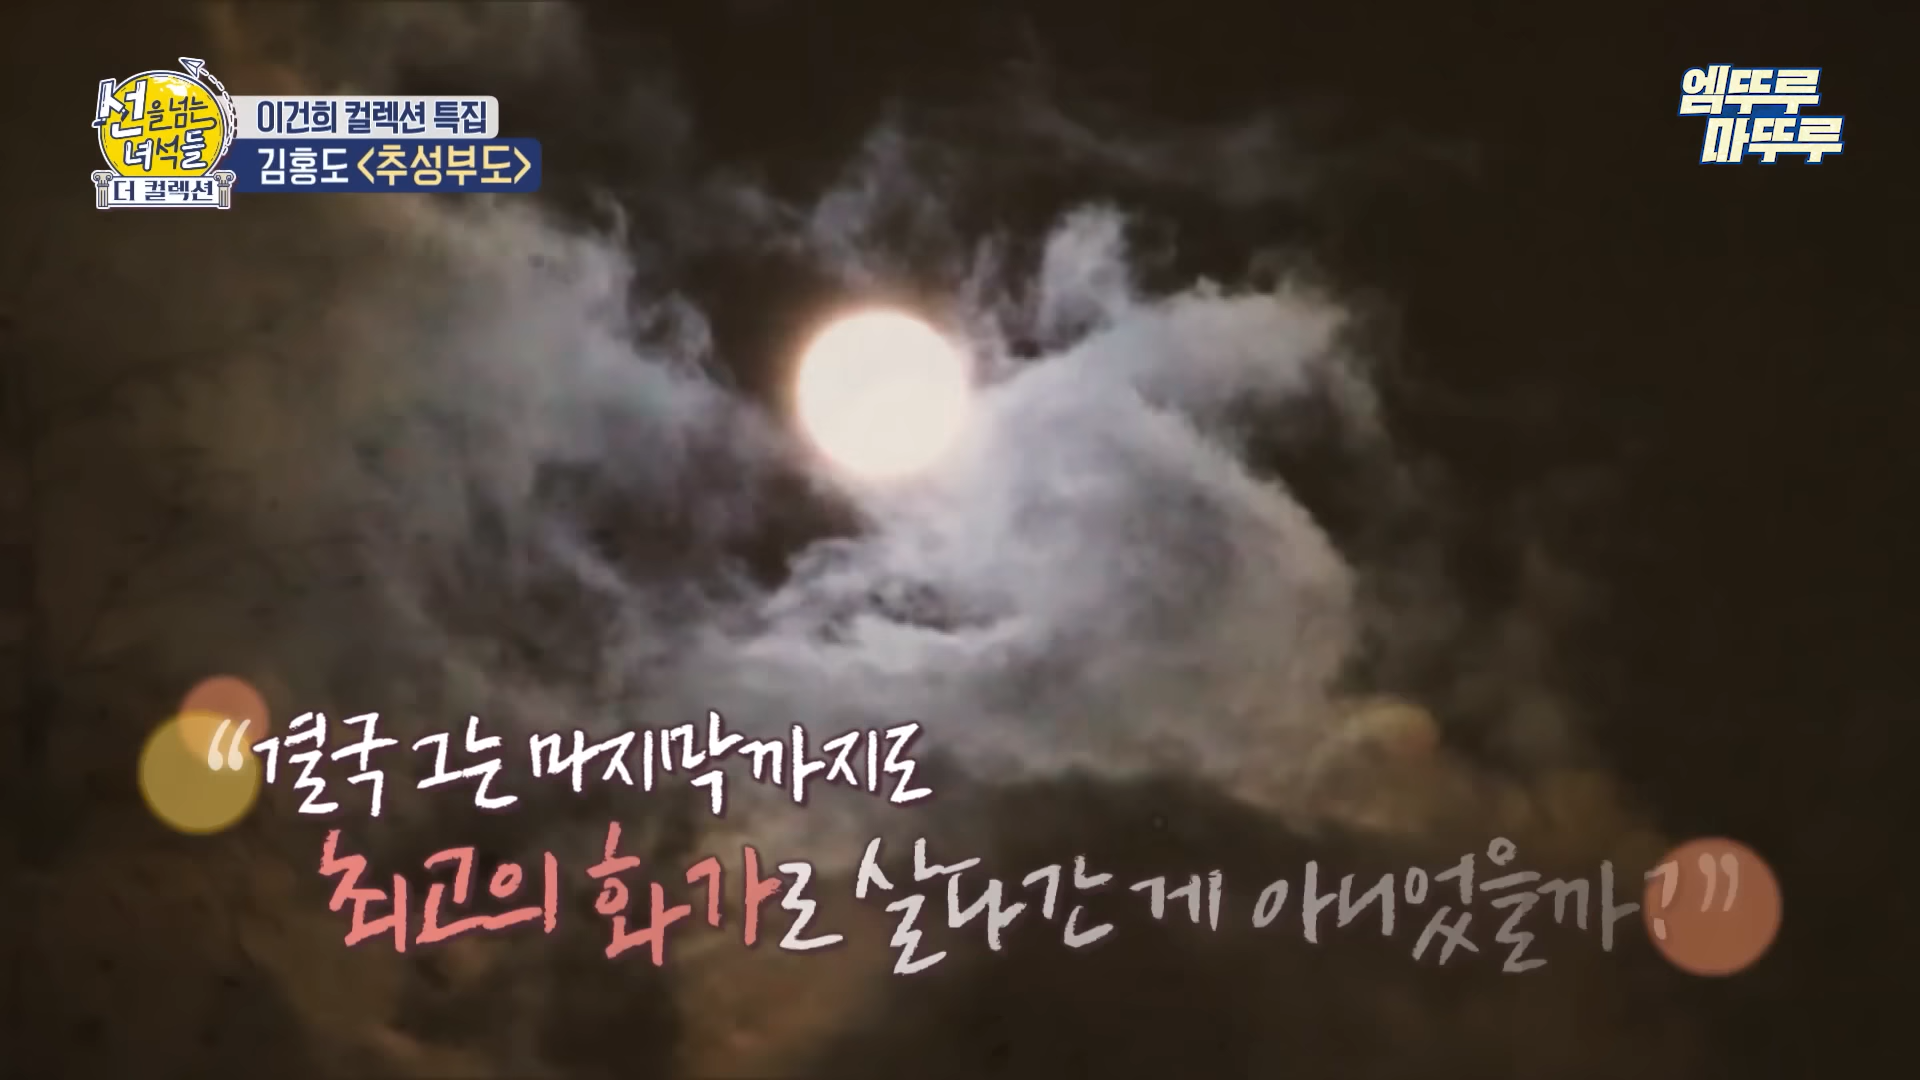 선을 넘는
녀석들
더 컬렉션
이건희 컬렉션 특집
김홍도 <추성부도>
엠뚜루
마뚜루
“결국 그는 마지막까지도
최고의 화가로 살다간 게 아니었을까?”